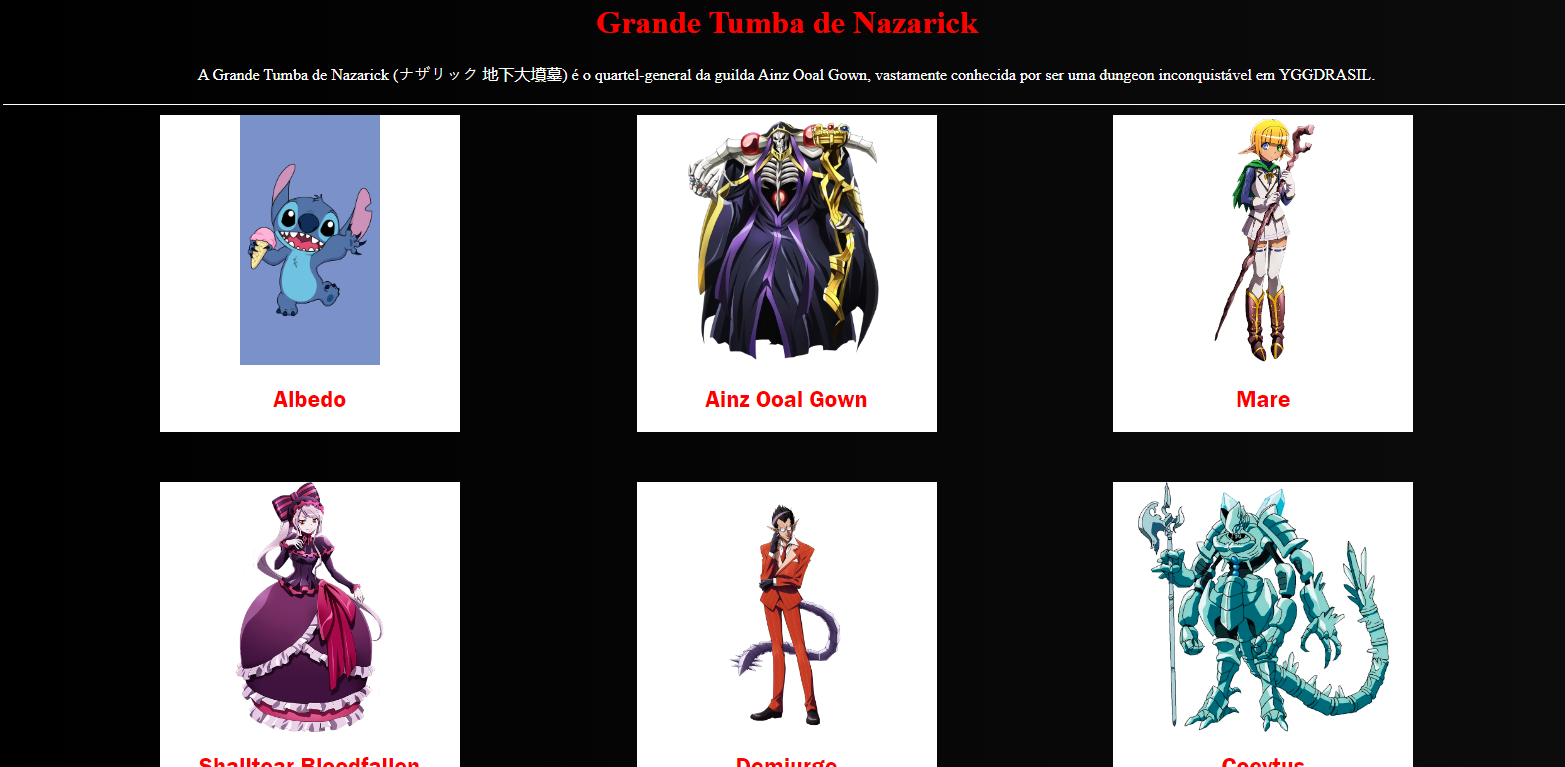 Grande Tumba de Nazarick
A Grande Tumba de Nazarick (ナザリック 地下大墳墓) é o quartel-general da guilda Ainz Ooal Gown, vastamente conhecida por ser uma dungeon inconquistável em YGGDRASIL.
Albedo
Ainz Ooal Gown
Mare
Shalltear Bloodfallen
Demiurge
Cocytus